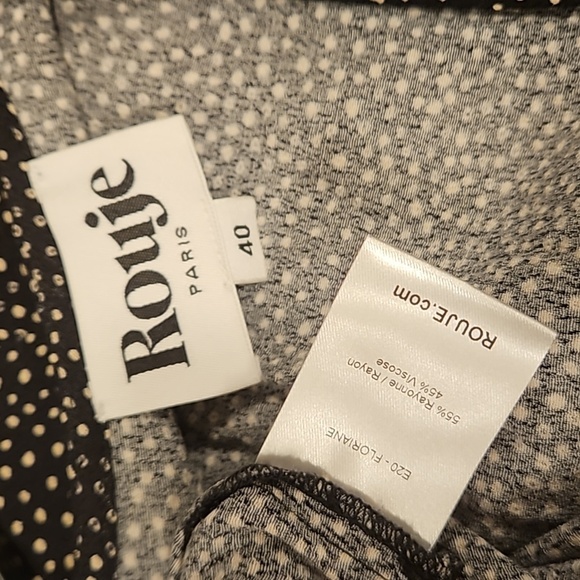 Rouje
PARIS
40
ROUJE.com
55% Rayonne / Rayon
45% Viscose
E20 - FLORIANE